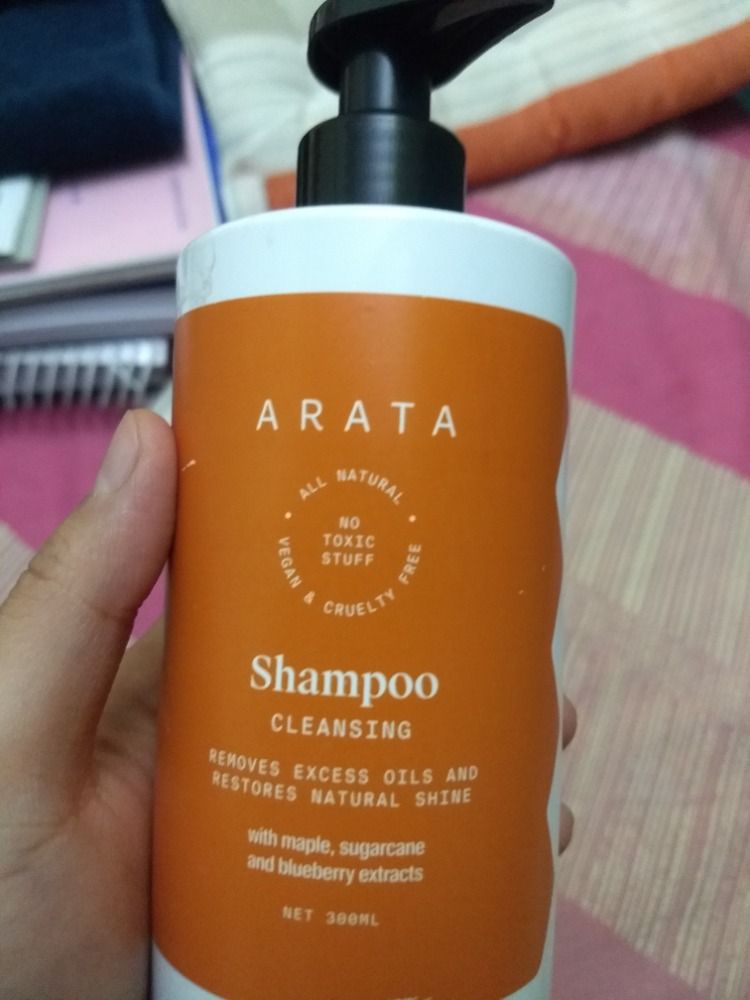 ARATA
ALL NATURAL
NO
TOXIC
STUFF
VEGAN & CRUELTY FREE
Shampoo
CLEANSING
REMOVES EXCESS OILS AND
RESTORES NATURAL SHINE
with maple, sugarcane
and blueberry extracts
NET 300ML